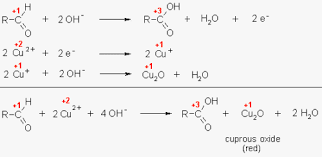 +1 H +3 OH
R-C + 2 OH⁻ → R-C + H₂O + 2 e⁻
O O
+2 +1
2 Cu²⁺ + 2 e⁻ → 2 Cu⁺
+1 +1
2 Cu⁺ + 2 OH⁻ → Cu₂O + H₂O
+1 H +2 +3 OH +1
R-C + 2 Cu²⁺ + 4 OH⁻ → R-C + Cu₂O + 2 H₂O
O O
cuprous oxide
(red)